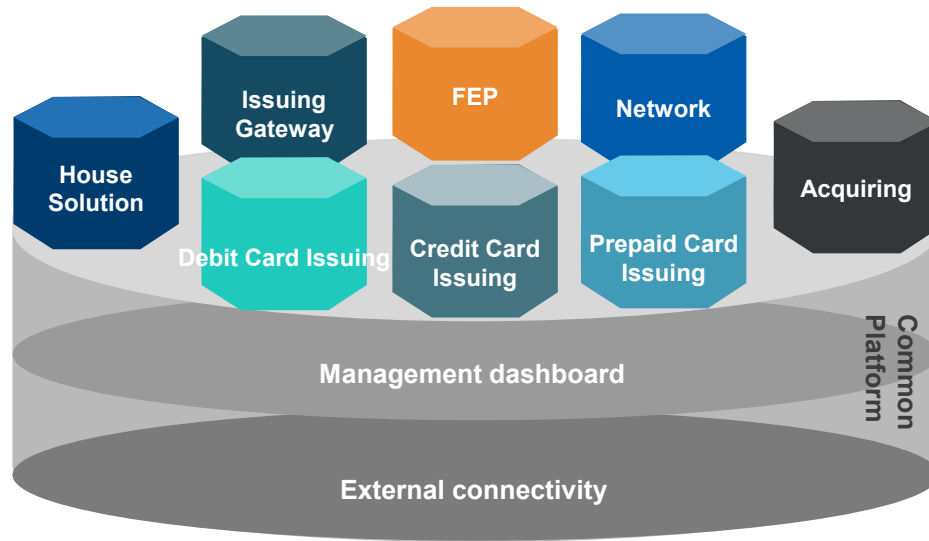 Issuing
Gateway
FEP
Network
House
Solution
Acquiring
Debit Card Issuing
Credit Card
Issuing
Prepaid Card
Issuing
Management dashboard
Common
Platform
External connectivity